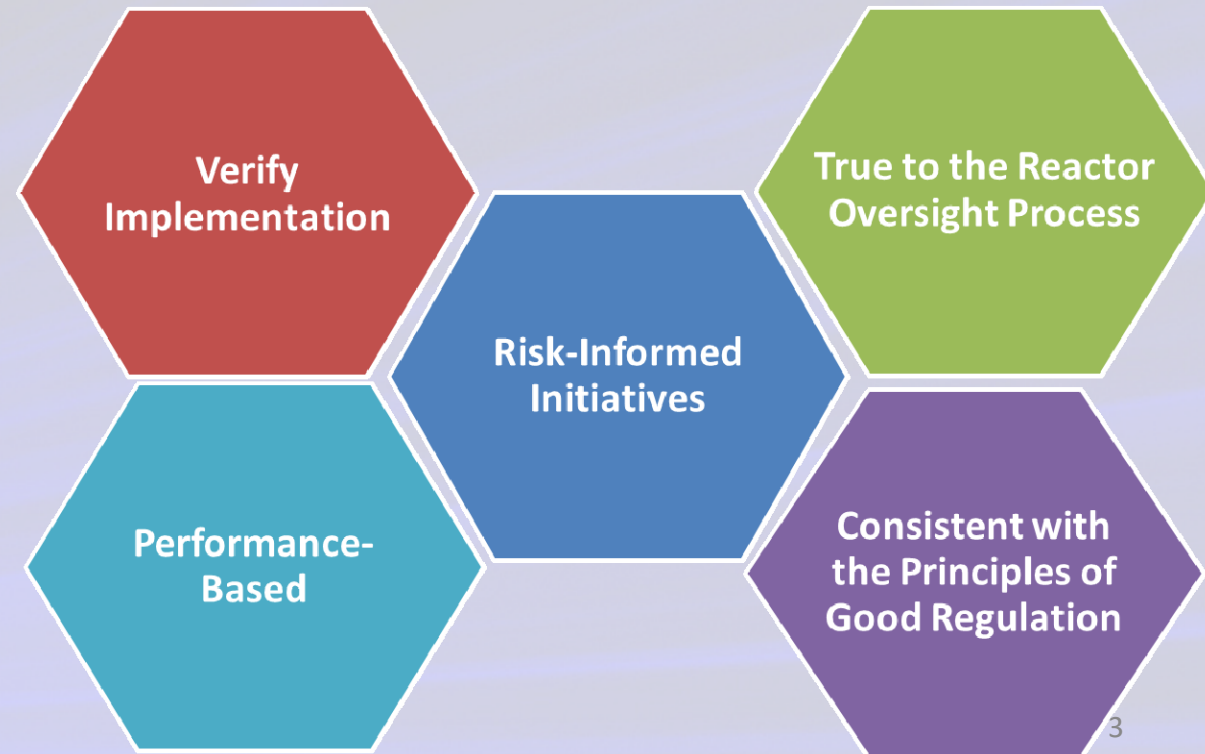 Verify
Implementation
True to the Reactor
Oversight Process
Risk-Informed
Initiatives
Performance-
Based
Consistent with
the Principles of
Good Regulation
3